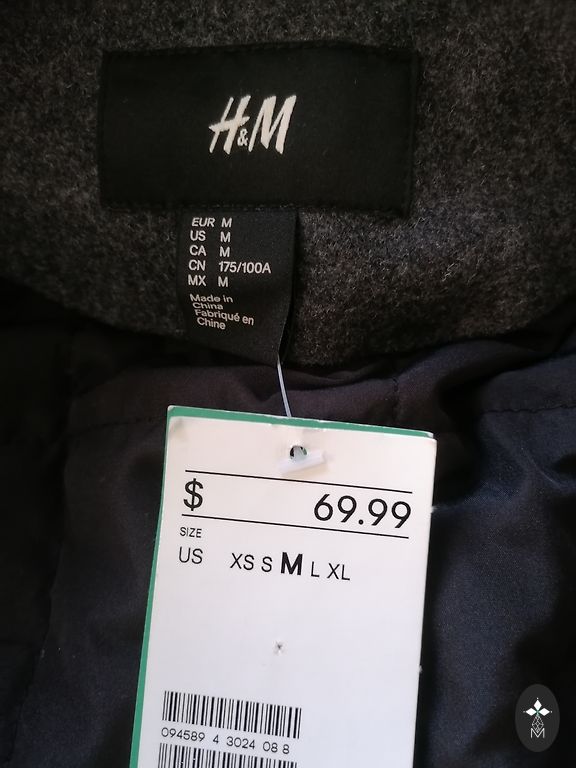 H&M
EUR M
US M
CA M
CN 175/100A
MX M
Made in
China
Fabriqué en
Chine
$ 69.99
SIZE
US XS S M L XL
094589 4 3024 08 8
M